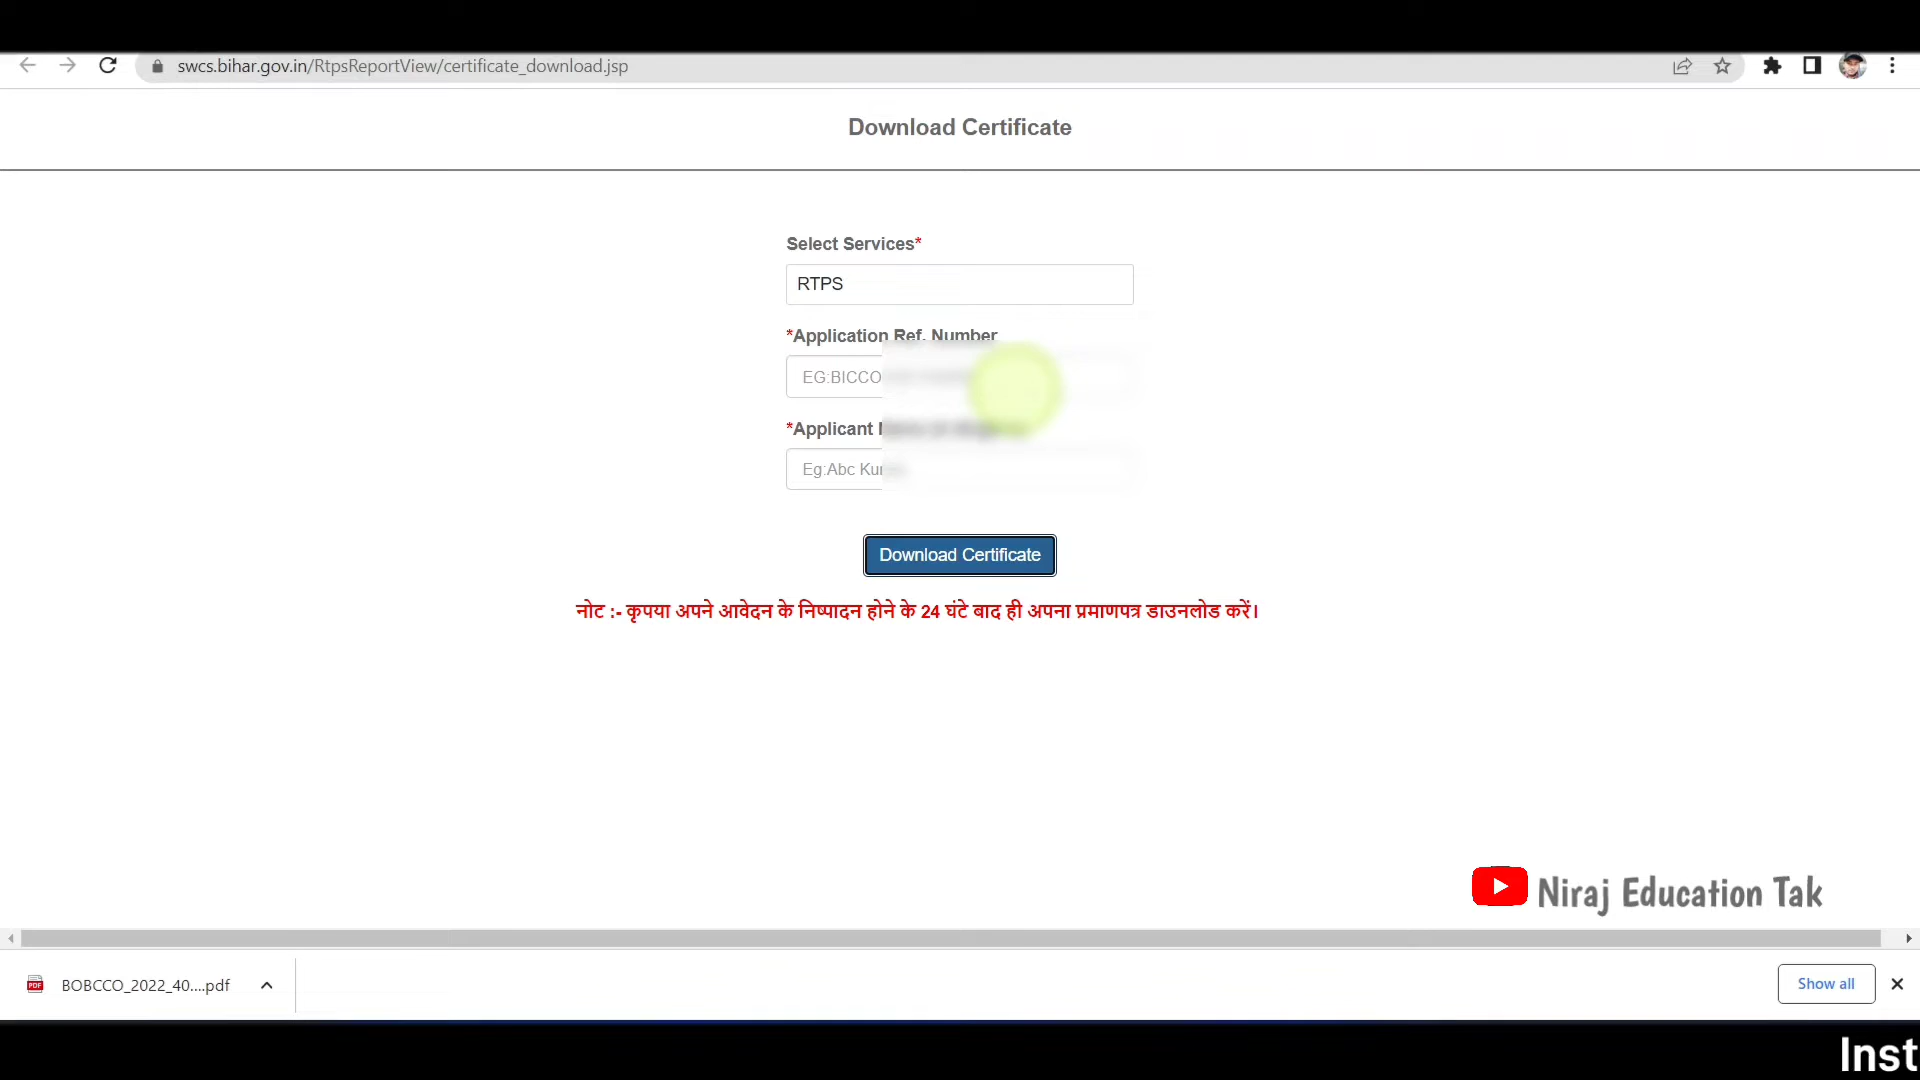 swcs.bihar.gov.in/RtpsReportView/certificate_download.jsp
Download Certificate
Select Services*
RTPS
*Application Ref. Number
EG:BICCO
*Applicant
Eg:Abc
Download Certificate
नोट :- कृपया अपने आवेदन के निष्पादन होने के 24 घंटे बाद ही अपना प्रमाणपत्र डाउनलोड करें।
Niraj Education Tak
BOBCCO_2022_40....pdf
Show all
Inst